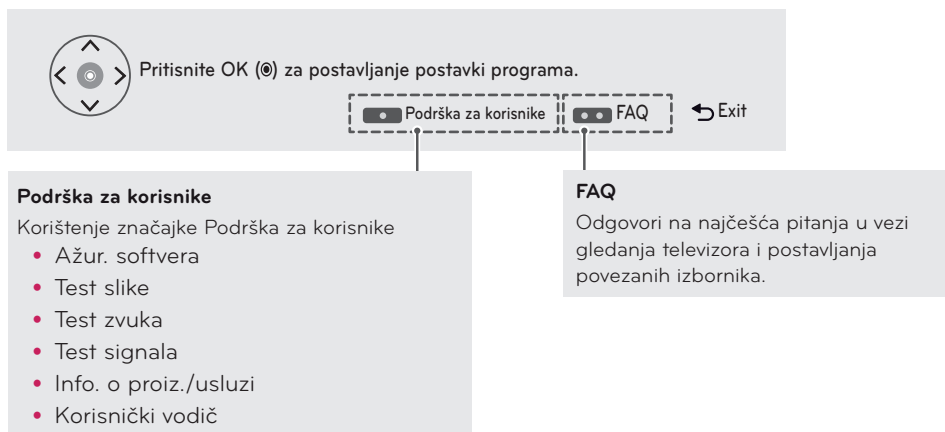 Pritisnite OK (◉) za postavljanje postavki programa.
Podrška za korisnike
FAQ
Exit
Podrška za korisnike
Korištenje značajke Podrška za korisnike
• Ažur. softvera
• Test slike
• Test zvuka
• Test signala
• Info. o proiz./usluzi
• Korisnički vodič
FAQ
Odgovori na najčešća pitanja u vezi
gledanja televizora i postavljanja
povezanih izbornika.